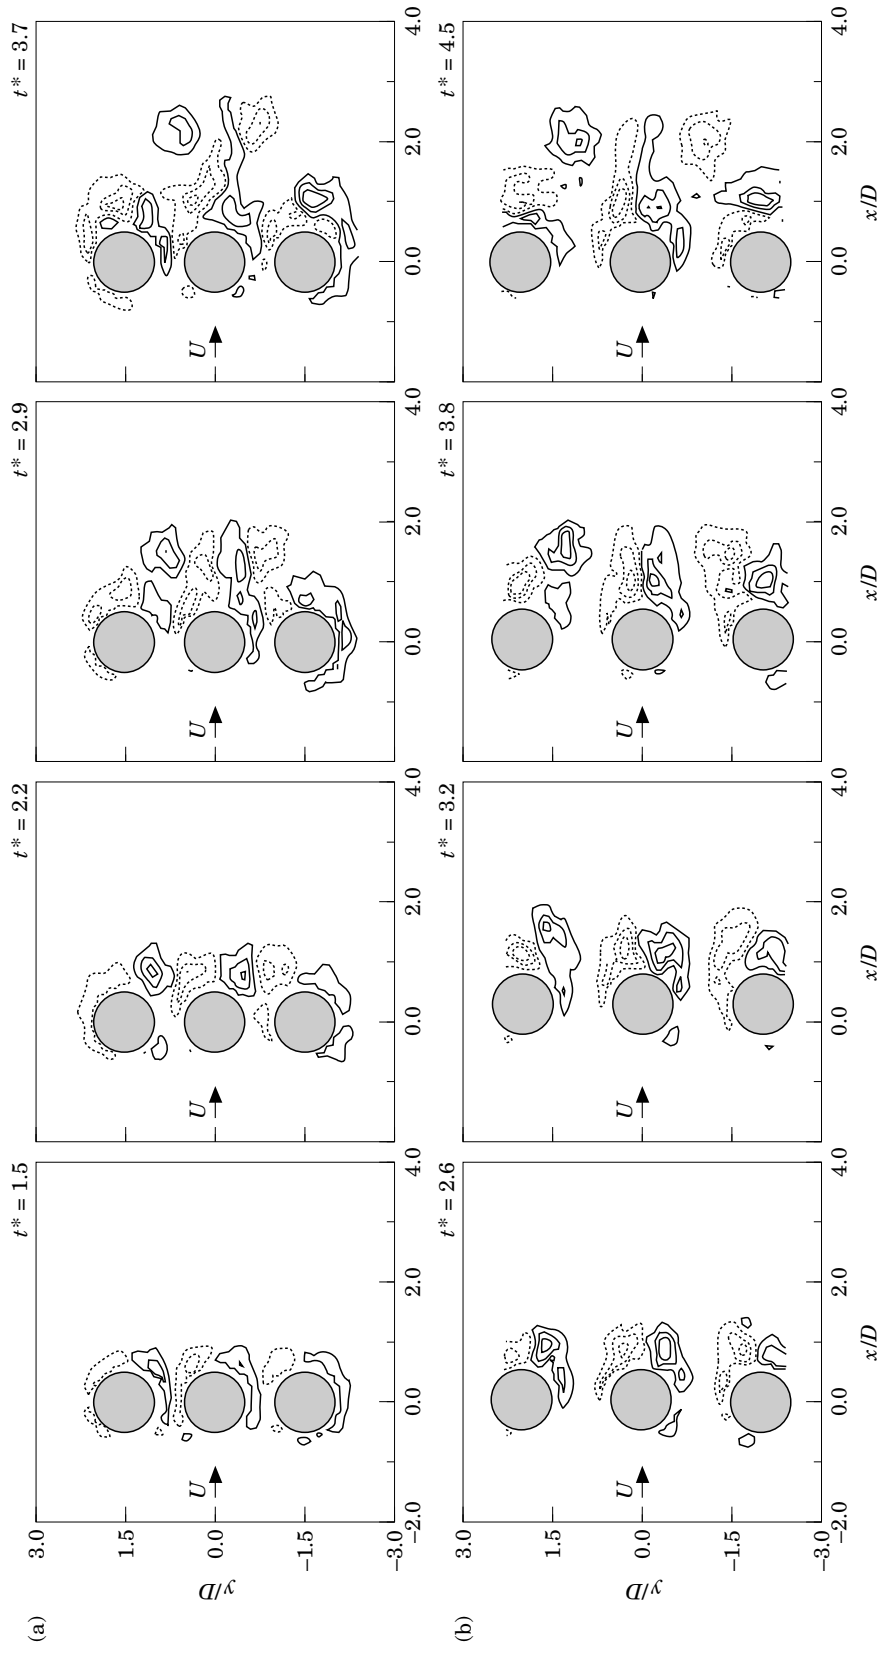 (a)
t* = 1.5
t* = 2.2
t* = 2.9
t* = 3.7
3.0
1.5
0.0
−1.5
−3.0
y/D
U
U
U
U
−2.0
0.0
2.0
4.0
0.0
2.0
4.0
0.0
2.0
4.0
0.0
2.0
4.0
(b)
t* = 2.6
t* = 3.2
t* = 3.8
t* = 4.5
3.0
1.5
0.0
−1.5
−3.0
y/D
U
U
U
U
−2.0
0.0
2.0
4.0
0.0
2.0
4.0
0.0
2.0
4.0
0.0
2.0
4.0
x/D
x/D
x/D
x/D